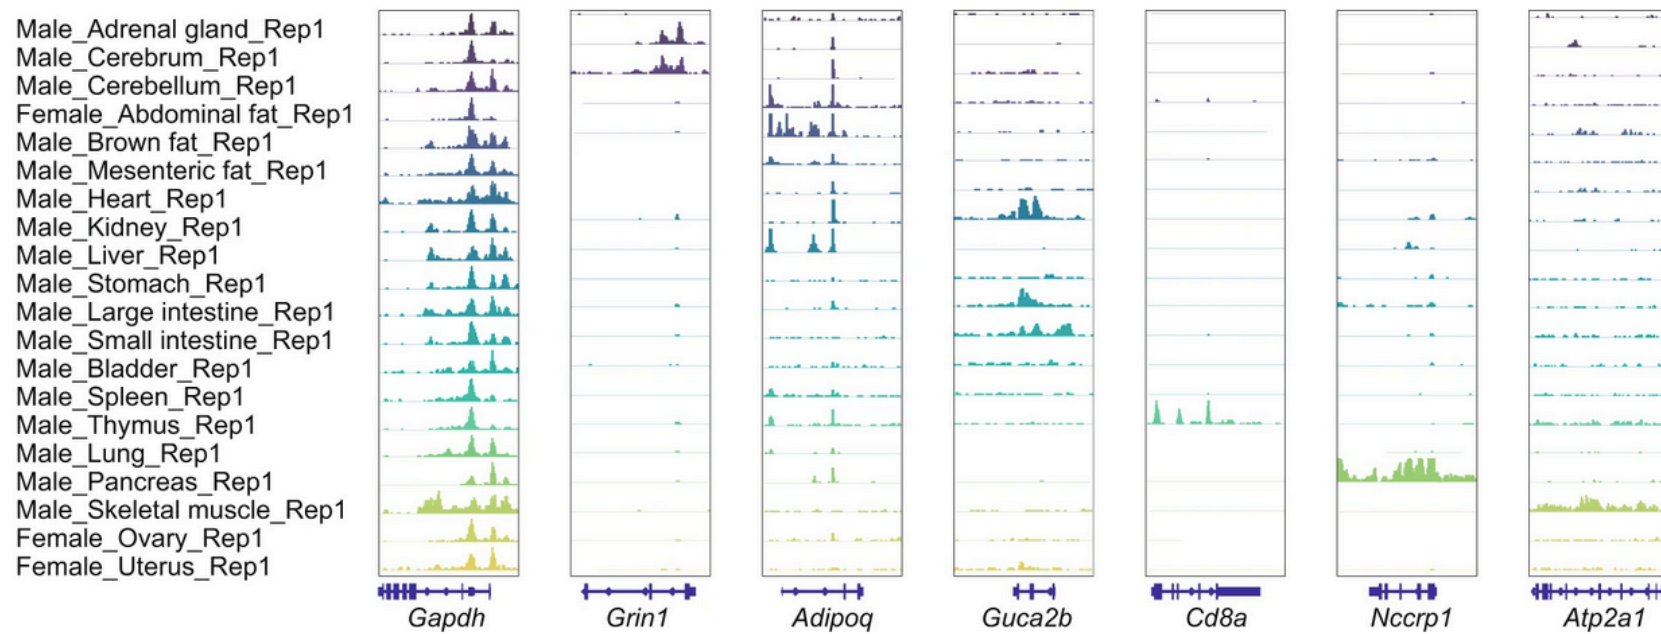 Male_Adrenal gland_Rep1
Male_Cerebrum_Rep1
Male_Cerebellum_Rep1
Female_Abdominal fat_Rep1
Male_Brown fat_Rep1
Male_Mesenteric fat_Rep1
Male_Heart_Rep1
Male_Kidney_Rep1
Male_Liver_Rep1
Male_Stomach_Rep1
Male_Large intestine_Rep1
Male_Small intestine_Rep1
Male_Bladder_Rep1
Male_Spleen_Rep1
Male_Thymus_Rep1
Male_Lung_Rep1
Male_Pancreas_Rep1
Male_Skeletal muscle_Rep1
Female_Ovary_Rep1
Female_Uterus_Rep1
Gapdh Grin1 Adipoq Guca2b Cd8a Nccrp1 Atp2a1